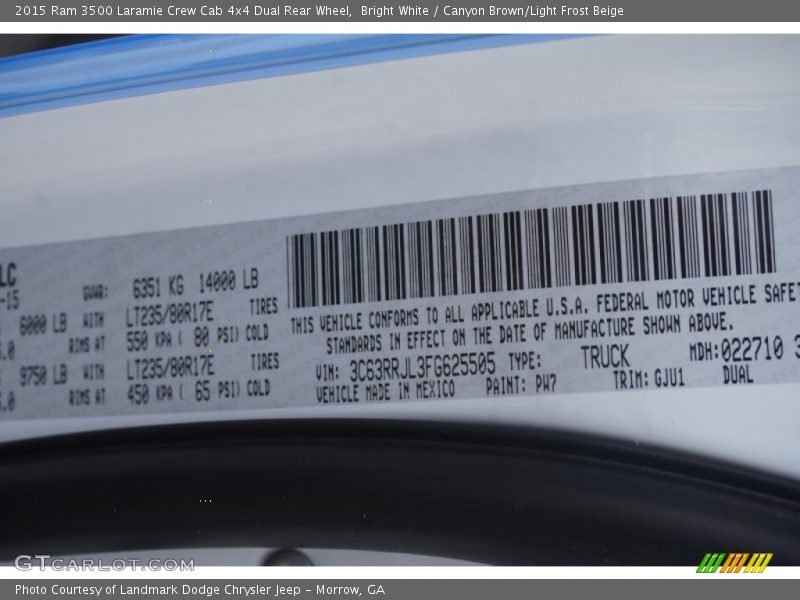 2015 Ram 3500 Laramie Crew Cab 4x4 Dual Rear Wheel,  Bright White / Canyon Brown/Light Frost Beige
LC
-15
GVWR: 6351 KG 14000 LB
6000 LB WITH LT235/80R17E TIRES
RIMS AT 550 KPA ( 80 PSI) COLD
9750 LB WITH LT235/80R17E TIRES
RIMS AT 450 KPA ( 65 PSI) COLD
THIS VEHICLE CONFORMS TO ALL APPLICABLE U.S.A. FEDERAL MOTOR VEHICLE SAFET
STANDARDS IN EFFECT ON THE DATE OF MANUFACTURE SHOWN ABOVE.
VIN: 3C63RRJL3FG625505 TYPE: TRUCK MDH:022710 3
VEHICLE MADE IN MEXICO PAINT: PW7 TRIM:GJU1 DUAL
GTCARLOT.COM
Photo Courtesy of Landmark Dodge Chrysler Jeep - Morrow, GA